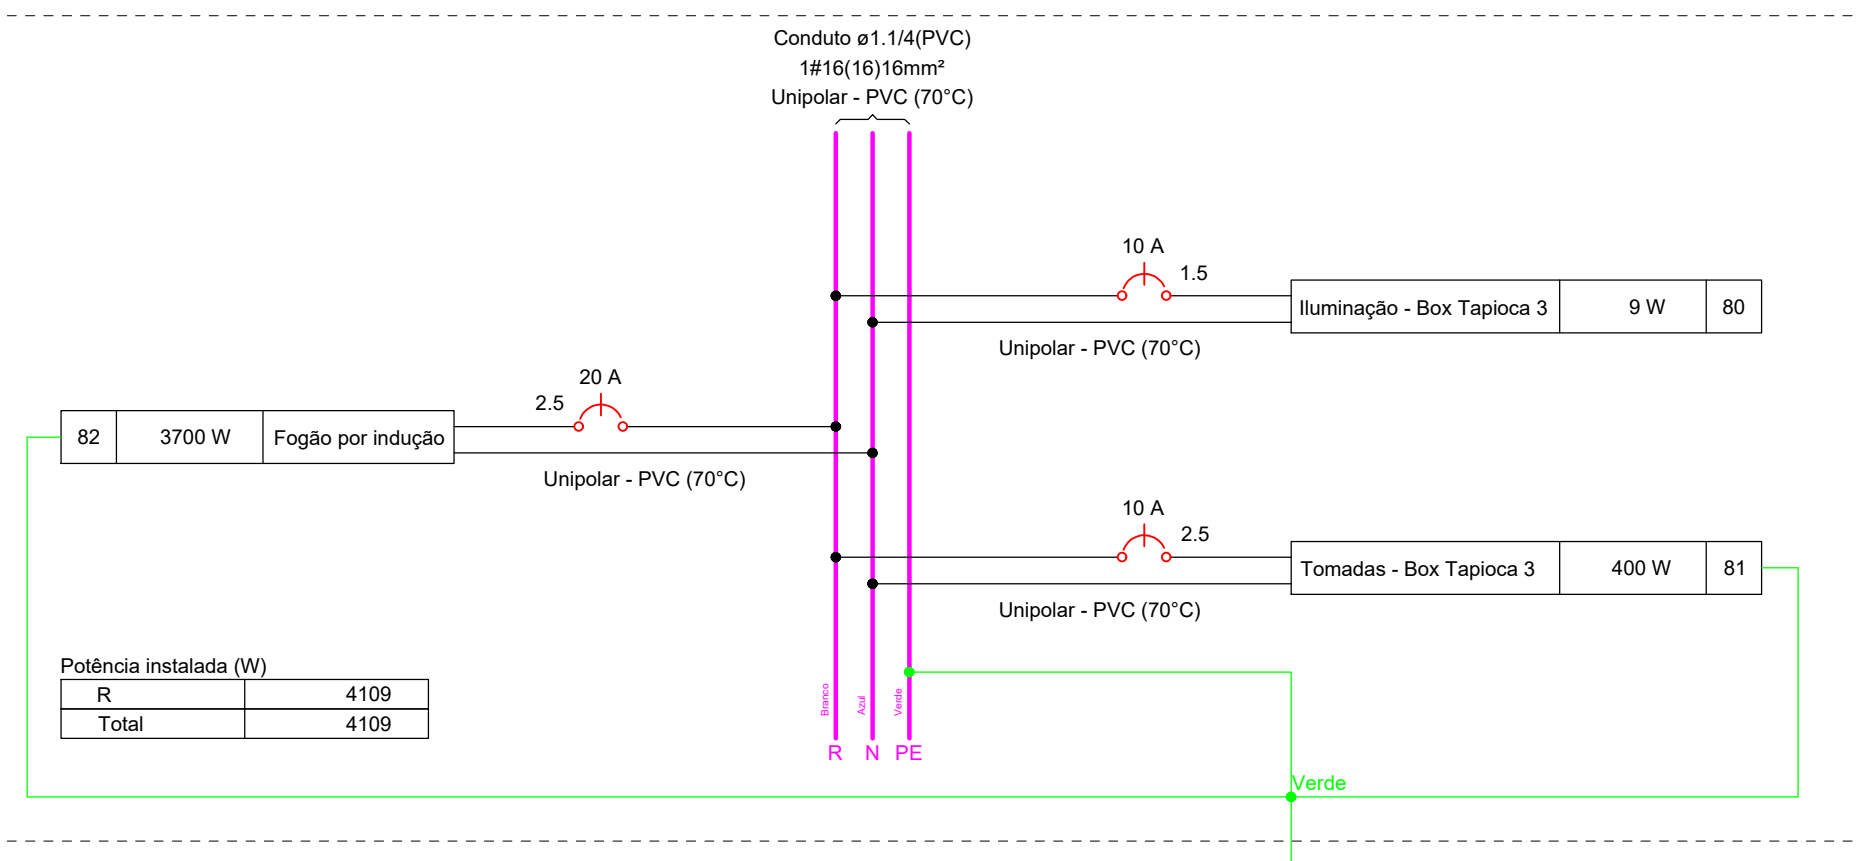 Conduto ø1.1/4(PVC)
1#16(16)16mm²
Unipolar - PVC (70°C)
10 A
1.5
Iluminação - Box Tapioca 3 9 W 80
Unipolar - PVC (70°C)
20 A
2.5
82 3700 W Fogão por indução
Unipolar - PVC (70°C)
10 A
2.5
Tomadas - Box Tapioca 3 400 W 81
Unipolar - PVC (70°C)
Potência instalada (W)
R 4109
Total 4109
Branco
Azul
Verde
R N PE
Verde